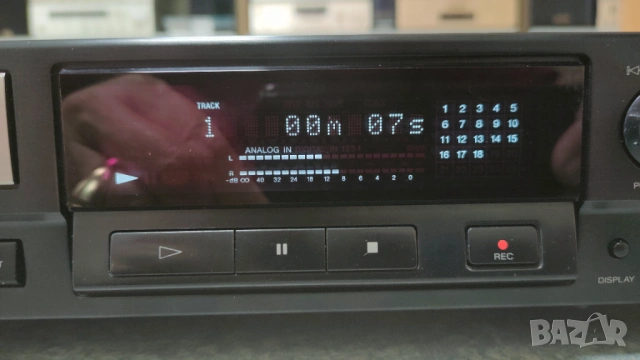 TRACK
1 00m 07s
1 2 3 4 5
6 7 8 9 10
11 12 13 14 15
16 17 18
ANALOG IN
L
R
-dB ∞ 40 30 18 12 8 6 4 2 0
REC
DISPLAY
BAZAR